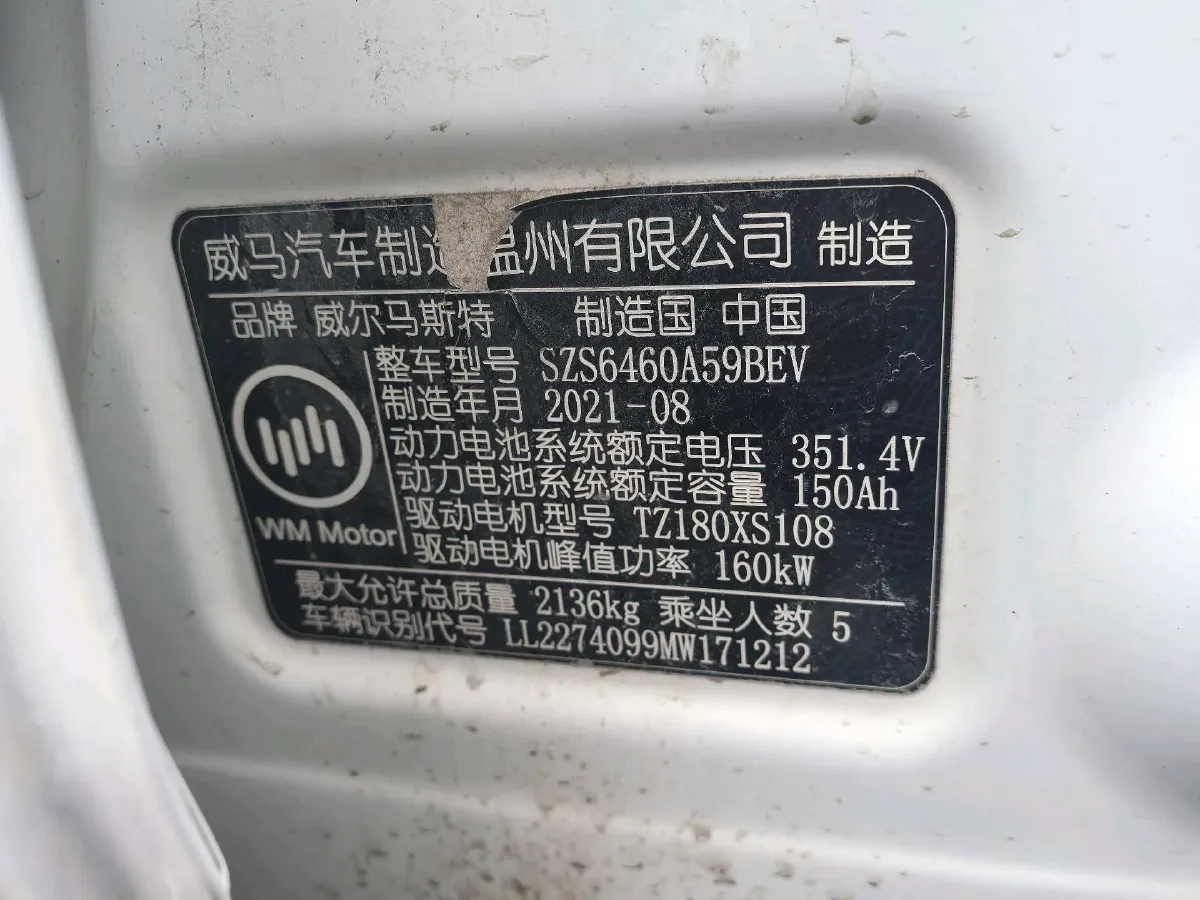 威马汽车制造温州有限公司 制造
品牌 威尔马斯特 制造国 中国
整车型号 SZS6460A59BEV
制造年月 2021-08
动力电池系统额定电压 351.4V
动力电池系统额定容量 150Ah
驱动电机型号 TZ180XS108
驱动电机峰值功率 160kW
WM Motor
最大允许总质量 2136kg 乘坐人数 5
车辆识别代号 LL2274099MW171212